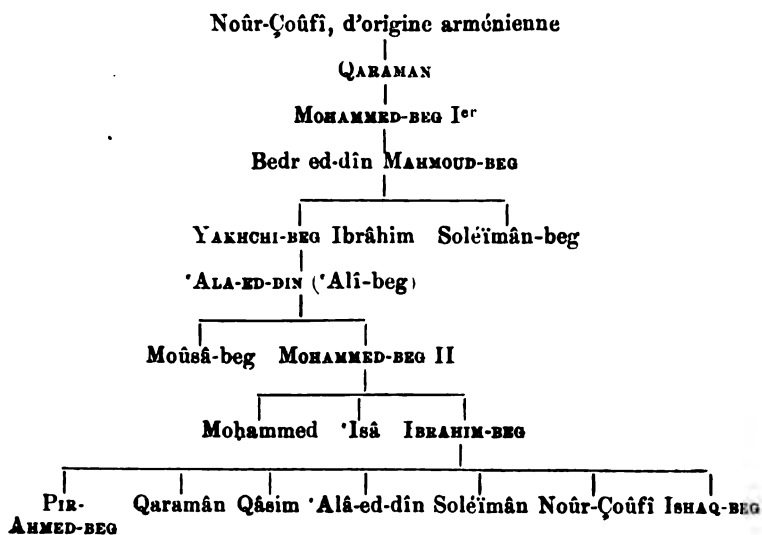 Noûr-Çoûfî, d'origine arménienne
QARAMAN
MOHAMMED-BEG Ier
Bedr ed-dîn MAHMOUD-BEG
YAKHCHI-BEG Ibrâhim Soléïmân-beg
'ALA-ED-DIN ('Alî-beg)
Moûsâ-beg MOHAMMED-BEG II
Moḥammed 'Isâ IBRAHIM-BEG
PIR- Qaramân Qâsim 'Alâ-ed-dîn Soléïmân Noûr-Çoûfî ISHAQ-BEG
AHMED-BEG